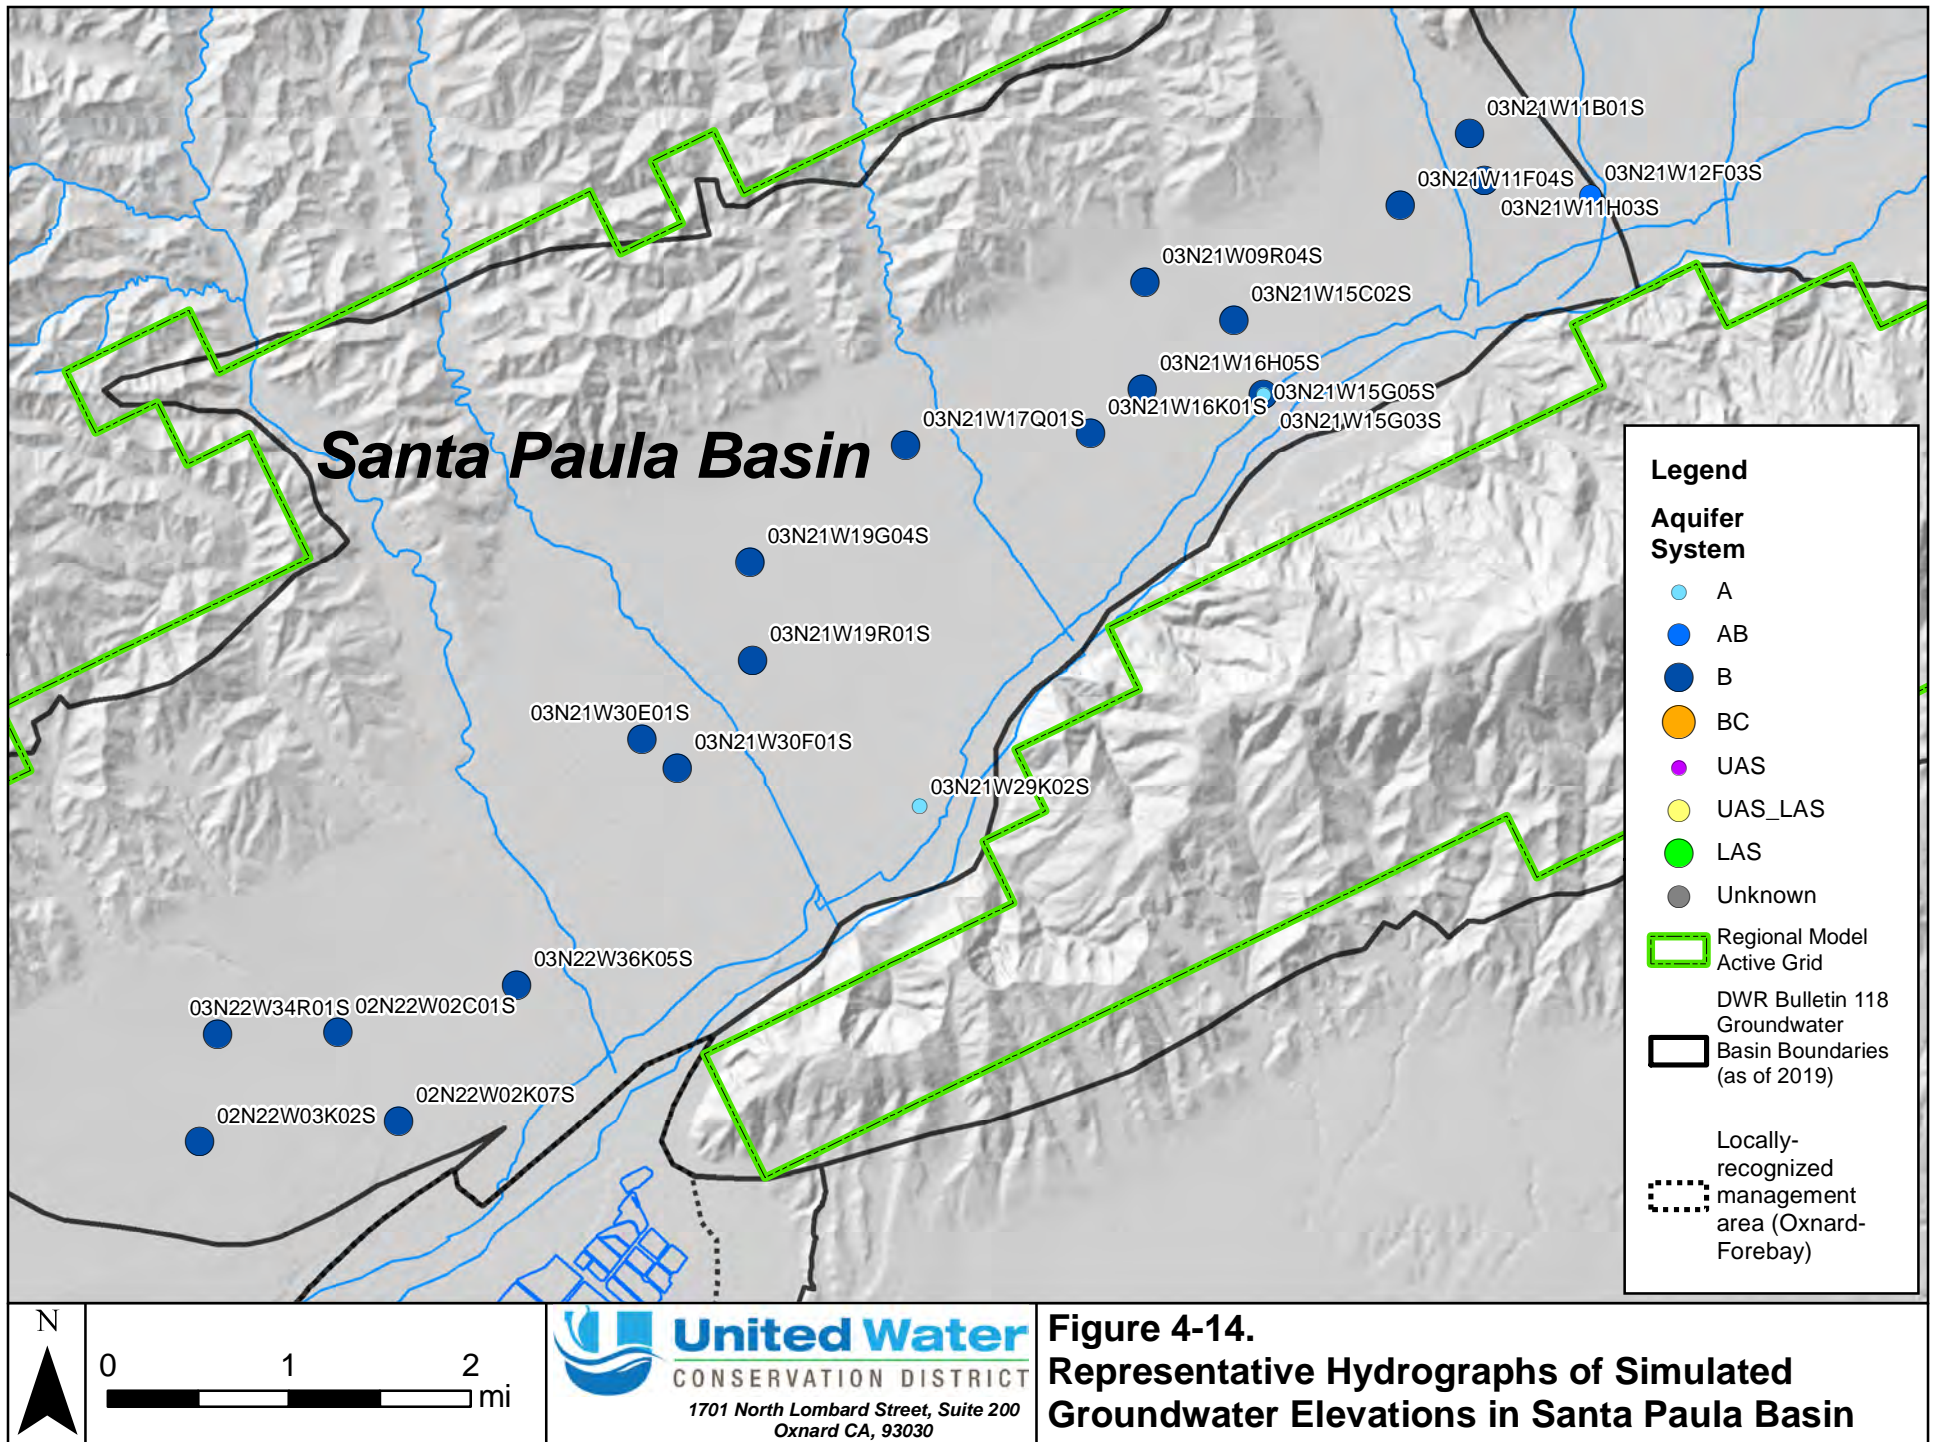 03N21W11B01S
03N21W11F04S
03N21W12F03S
03N21W11H03S
03N21W09R04S
03N21W15C02S
03N21W16H05S
03N21W15G05S
03N21W16K01S
03N21W17Q01S
03N21W15G03S
Santa Paula Basin
03N21W19G04S
03N21W19R01S
03N21W30E01S
03N21W30F01S
03N21W29K02S
03N22W36K05S
03N22W34R01S
02N22W02C01S
02N22W02K07S
02N22W03K02S
Legend
Aquifer
System
A
AB
B
BC
UAS
UAS_LAS
LAS
Unknown
Regional Model
Active Grid
DWR Bulletin 118
Groundwater
Basin Boundaries
(as of 2019)
Locally-
recognized
management
area (Oxnard-
Forebay)
N
0 1 2
mi
United Water
CONSERVATION DISTRICT
1701 North Lombard Street, Suite 200
Oxnard CA, 93030
Figure 4-14.
Representative Hydrographs of Simulated
Groundwater Elevations in Santa Paula Basin